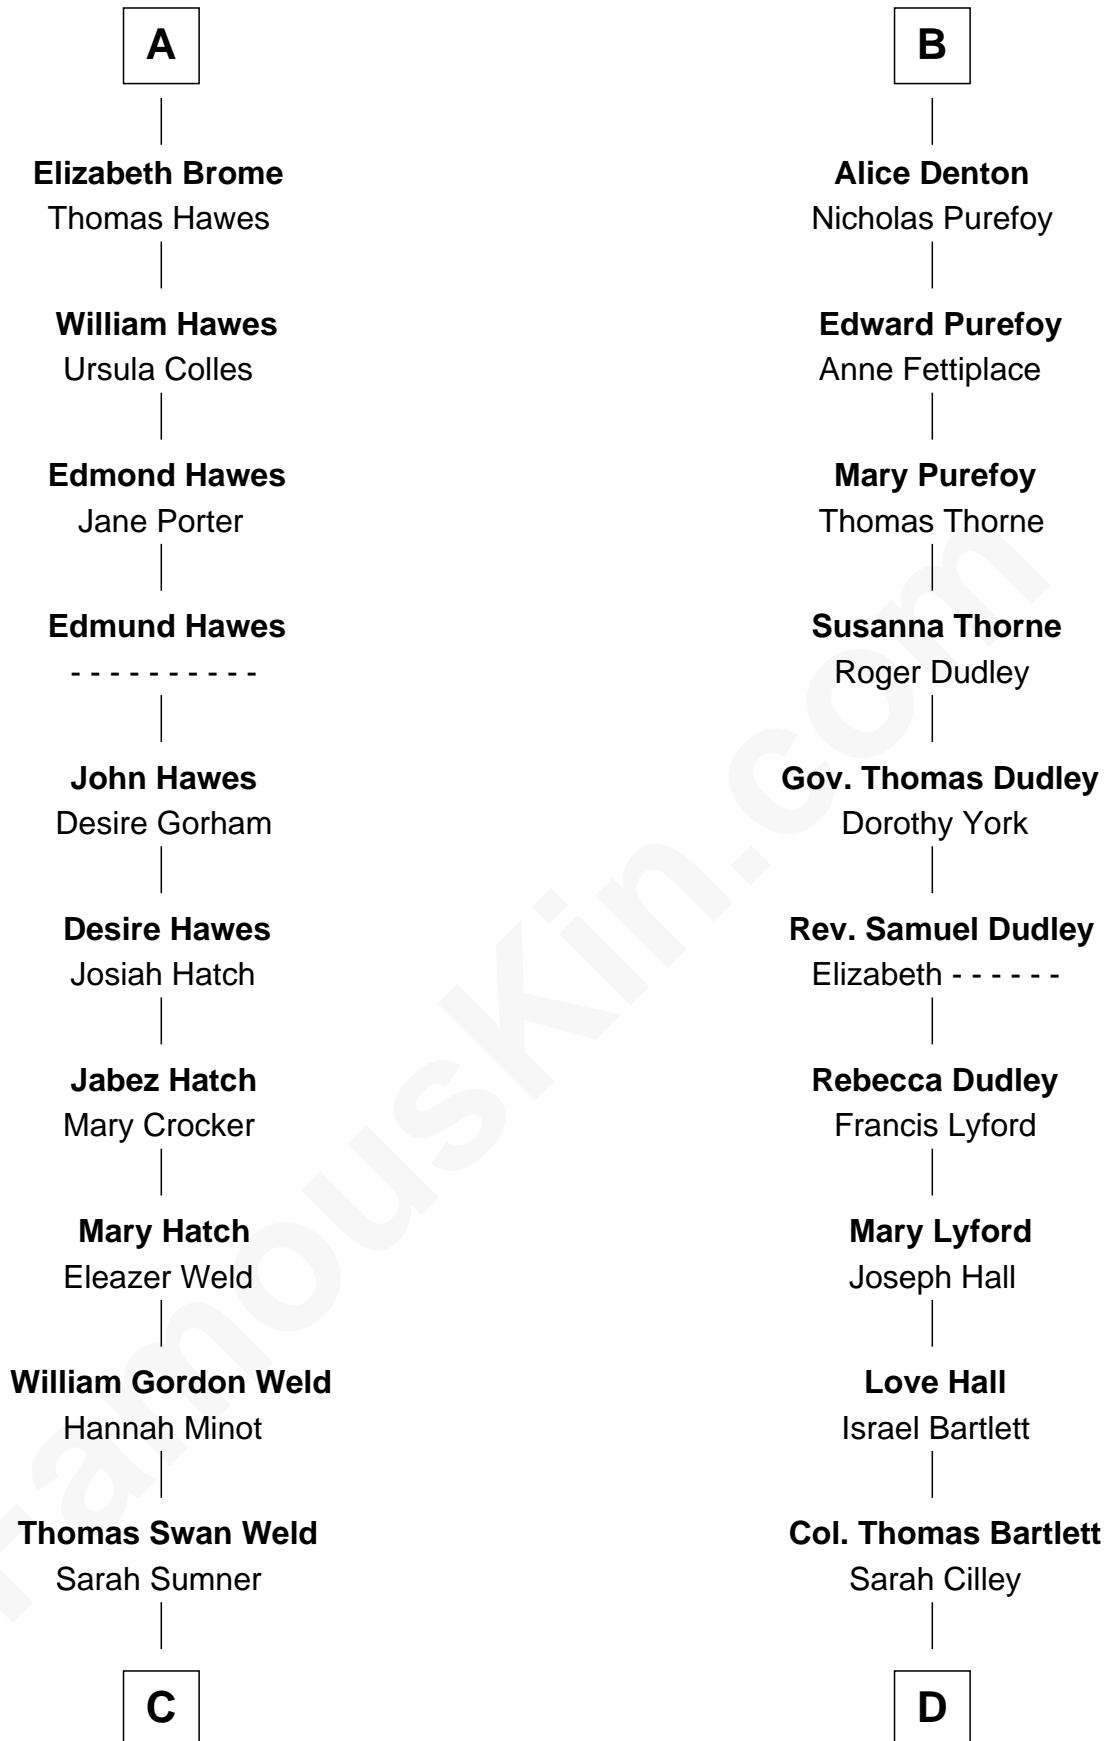 A
Elizabeth Brome
Thomas Hawes
William Hawes
Ursula Colles
Edmond Hawes
Jane Porter
Edmund Hawes
- - - - - - - - - -
John Hawes
Desire Gorham
Desire Hawes
Josiah Hatch
Jabez Hatch
Mary Crocker
Mary Hatch
Eleazer Weld
William Gordon Weld
Hannah Minot
Thomas Swan Weld
Sarah Sumner
C
B
Alice Denton
Nicholas Purefoy
Edward Purefoy
Anne Fettiplace
Mary Purefoy
Thomas Thorne
Susanna Thorne
Roger Dudley
Gov. Thomas Dudley
Dorothy York
Rev. Samuel Dudley
Elizabeth - - - - - -
Rebecca Dudley
Francis Lyford
Mary Lyford
Joseph Hall
Love Hall
Israel Bartlett
Col. Thomas Bartlett
Sarah Cilley
D
FamousKin.com